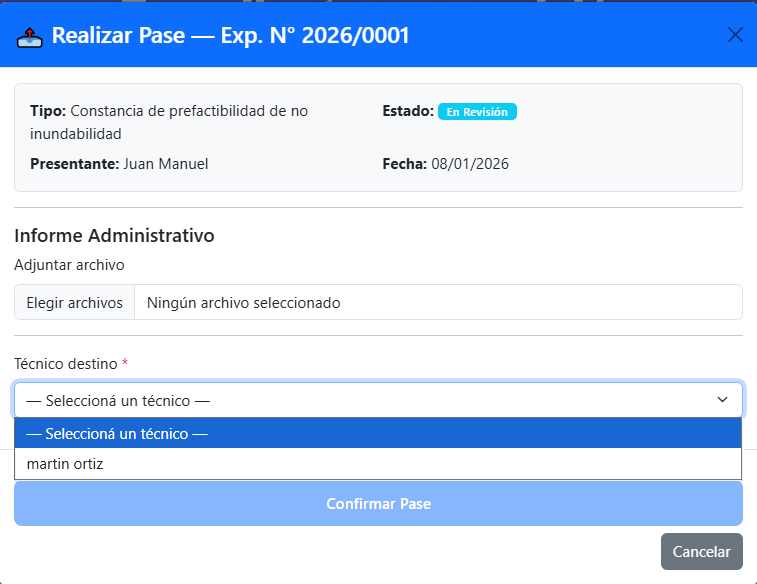 Realizar Pase — Exp. N° 2026/0001
Tipo: Constancia de prefactibilidad de no inundabilidad
Estado: En Revisión
Presentante: Juan Manuel
Fecha: 08/01/2026
Informe Administrativo
Adjuntar archivo
Elegir archivos Ningún archivo seleccionado
Técnico destino *
— Seleccioná un técnico —
— Seleccioná un técnico —
martin ortiz
Confirmar Pase
Cancelar